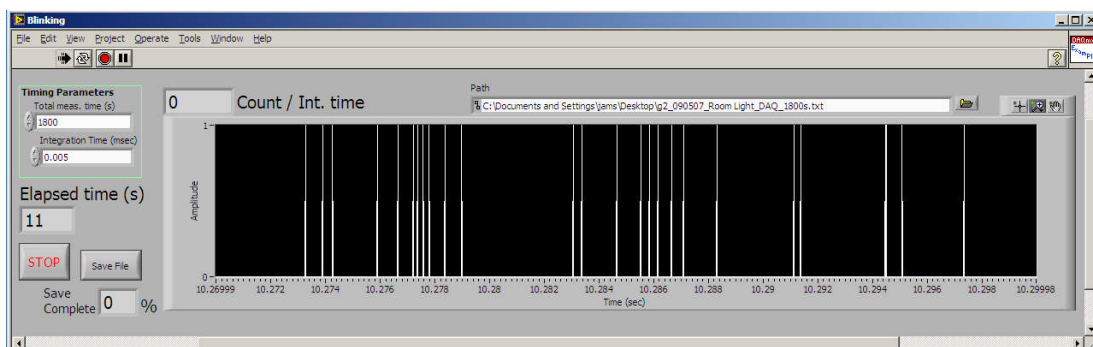 Blinking
File Edit View Project Operate Tools Window Help
DAQmx
Exampl
Timing Parameters
Total meas. time (s)
1800
Integration Time (msec)
0.005
Elapsed time (s)
11
STOP
Save File
Save Complete 0 %
0 Count / Int. time
Path
C:\Documents and Settings\jams\Desktop\g2_090507_Room Light_DAQ_1800s.txt
1
Amplitude
0
10.26999 10.272 10.274 10.276 10.278 10.28 10.282 10.284 10.286 10.288 10.29 10.292 10.294 10.296 10.298 10.29998
Time (sec)